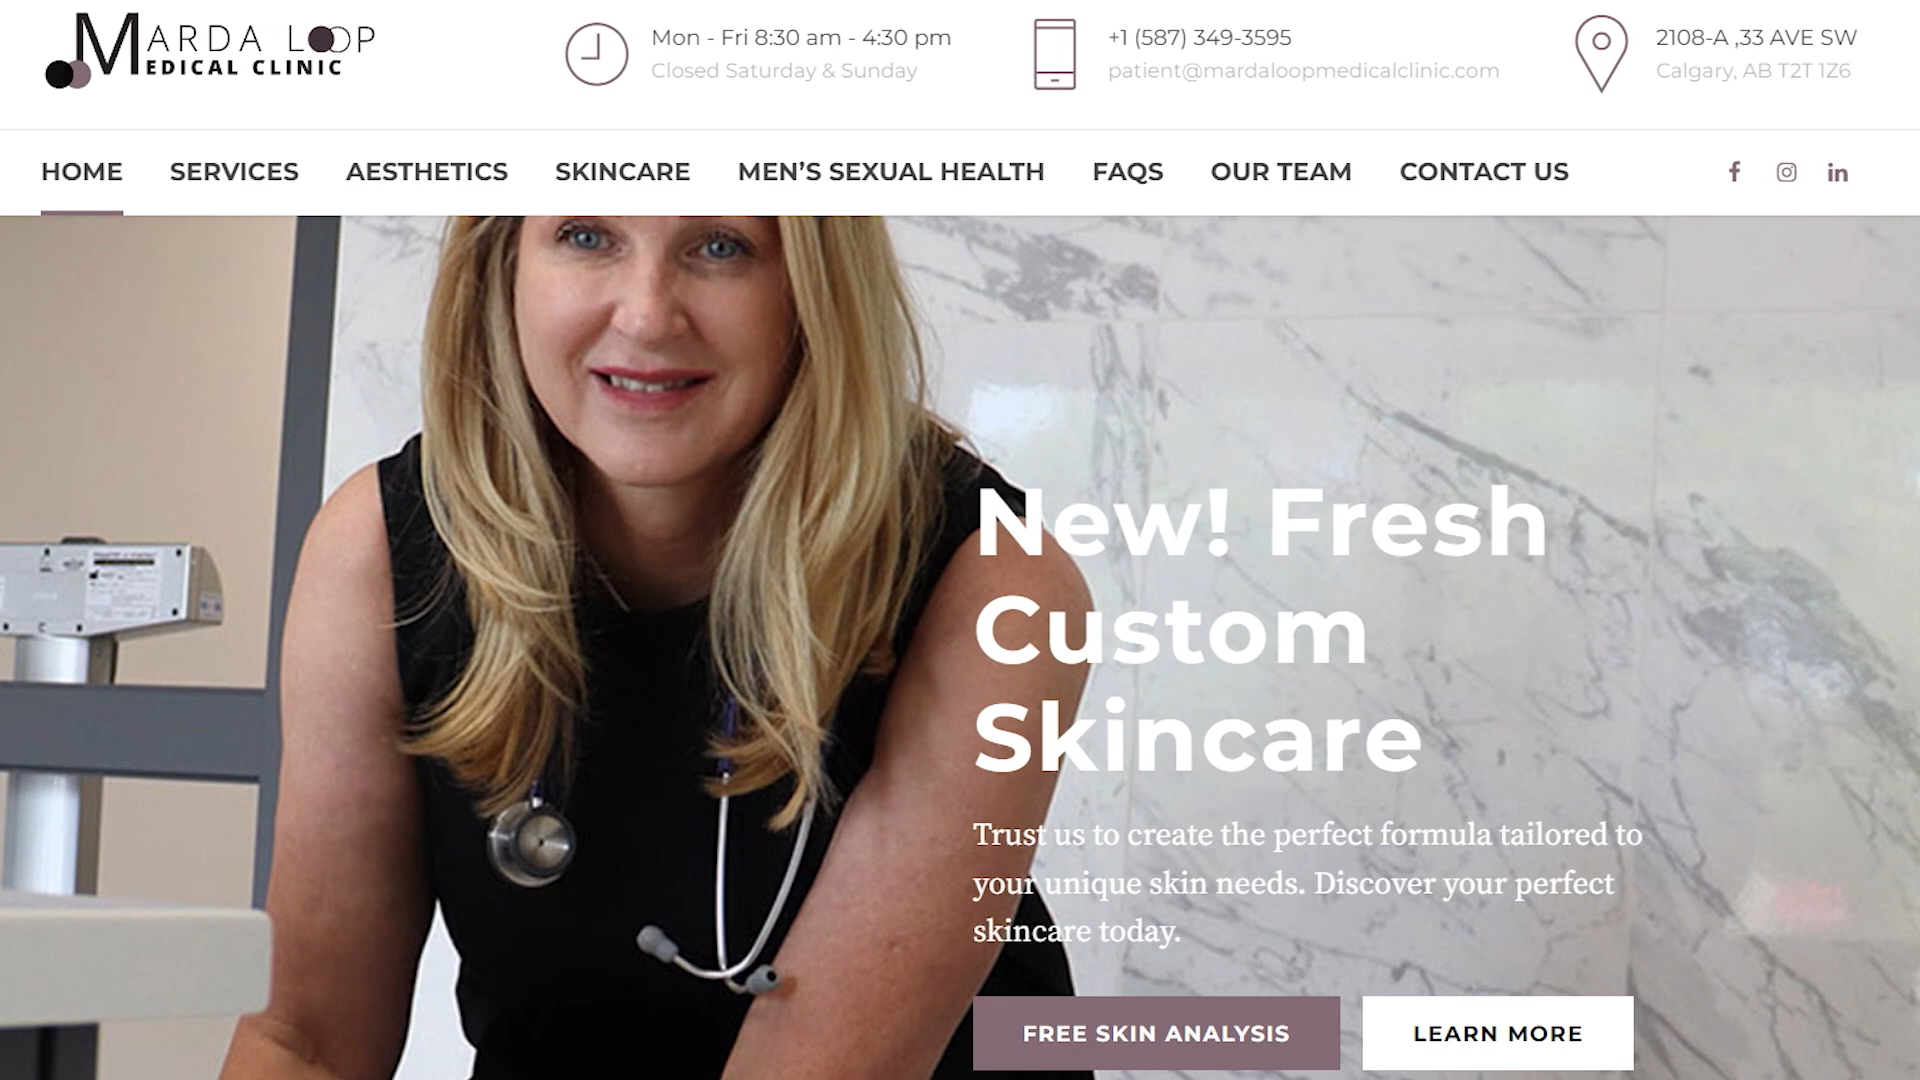 MARDA LOOP
MEDICAL CLINIC
Mon - Fri 8:30 am - 4:30 pm
Closed Saturday & Sunday
+1 (587) 349-3595
patient@mardaloopmedicalclinic.com
2108-A ,33 AVE SW
Calgary, AB T2T 1Z6
HOME SERVICES AESTHETICS SKINCARE MEN’S SEXUAL HEALTH FAQS OUR TEAM CONTACT US
New! Fresh
Custom
Skincare
Trust us to create the perfect formula tailored to
your unique skin needs. Discover your perfect
skincare today.
FREE SKIN ANALYSIS LEARN MORE